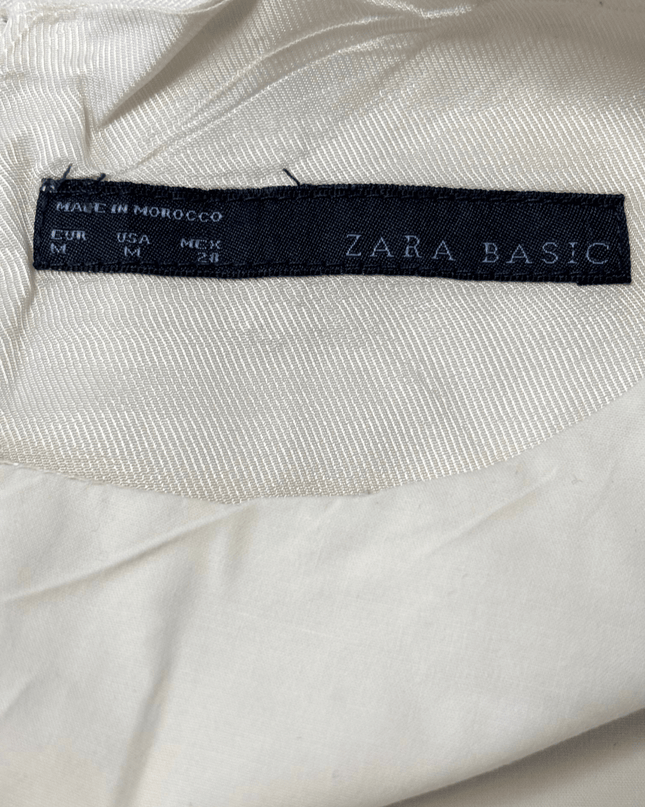 MADE IN MOROCCO
EUR USA MEX
M M 28
ZARA BASIC